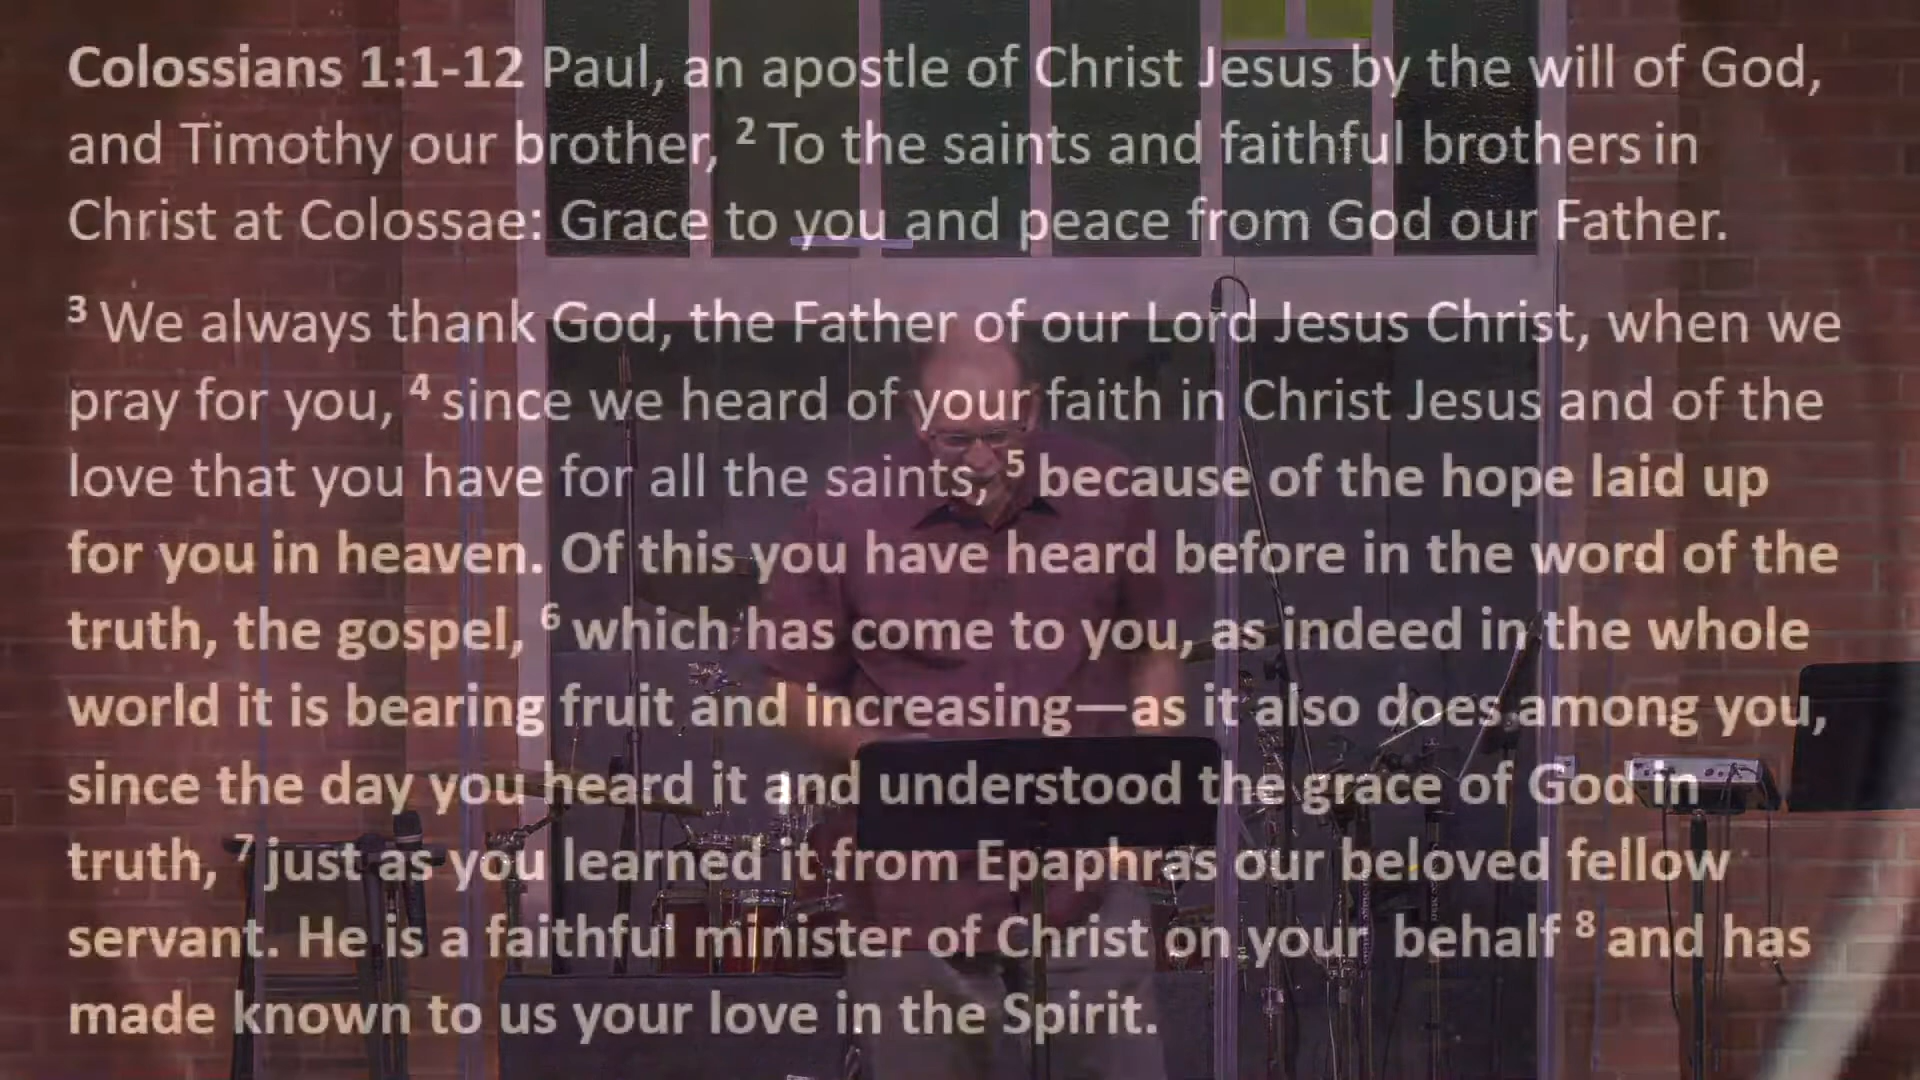 Colossians 1:1-12 Paul, an apostle of Christ Jesus by the will of God,
and Timothy our brother, 2 To the saints and faithful brothers in
Christ at Colossae: Grace to you and peace from God our Father.
3 We always thank God, the Father of our Lord Jesus Christ, when we
pray for you, 4 since we heard of your faith in Christ Jesus and of the
love that you have for all the saints, 5 because of the hope laid up
for you in heaven. Of this you have heard before in the word of the
truth, the gospel, 6 which has come to you, as indeed in the whole
world it is bearing fruit and increasing—as it also does among you,
since the day you heard it and understood the grace of God in
truth, 7 just as you learned it from Epaphras our beloved fellow
servant. He is a faithful minister of Christ on your behalf 8 and has
made known to us your love in the Spirit.